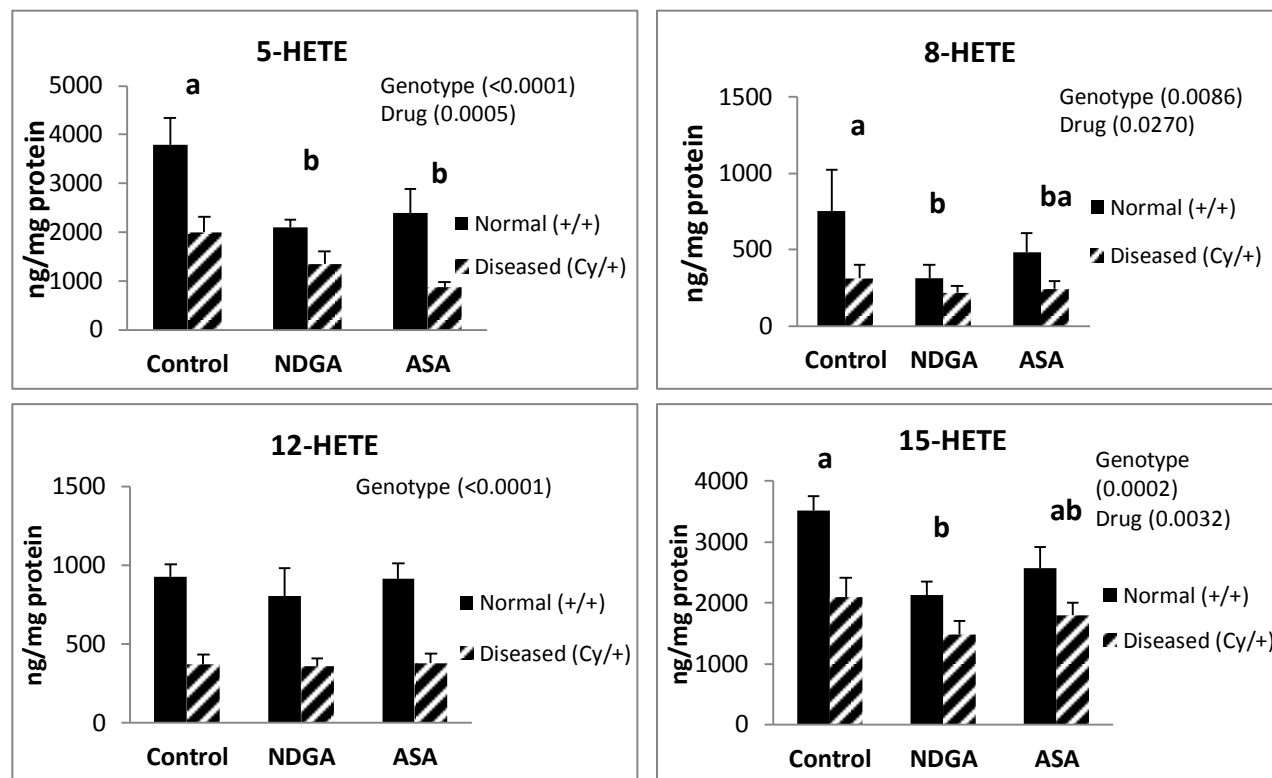 5-HETE
a
Genotype (<0.0001)
Drug (0.0005)
5000
4000
3000
2000
1000
0
ng/mg protein
b
b
Normal (+/+)
Diseased (Cy/+)
Control NDGA ASA
8-HETE
a
Genotype (0.0086)
Drug (0.0270)
1500
1000
500
0
ng/mg protein
b
ba
Normal (+/+)
Diseased (Cy/+)
Control NDGA ASA
12-HETE
Genotype (<0.0001)
1500
1000
500
0
ng/mg protein
Normal (+/+)
Diseased (Cy/+)
Control NDGA ASA
15-HETE
a
Genotype
(0.0002)
Drug (0.0032)
4000
3000
2000
1000
0
ng/mg protein
b
ab
Normal (+/+)
Diseased (Cy/+)
Control NDGA ASA